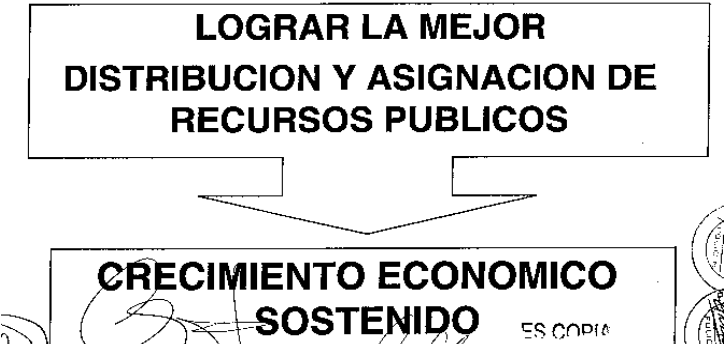 LOGRAR LA MEJOR
DISTRIBUCION Y ASIGNACION DE
RECURSOS PUBLICOS
CRECIMIENTO ECONOMICO
SOSTENIDO
ES COPIA